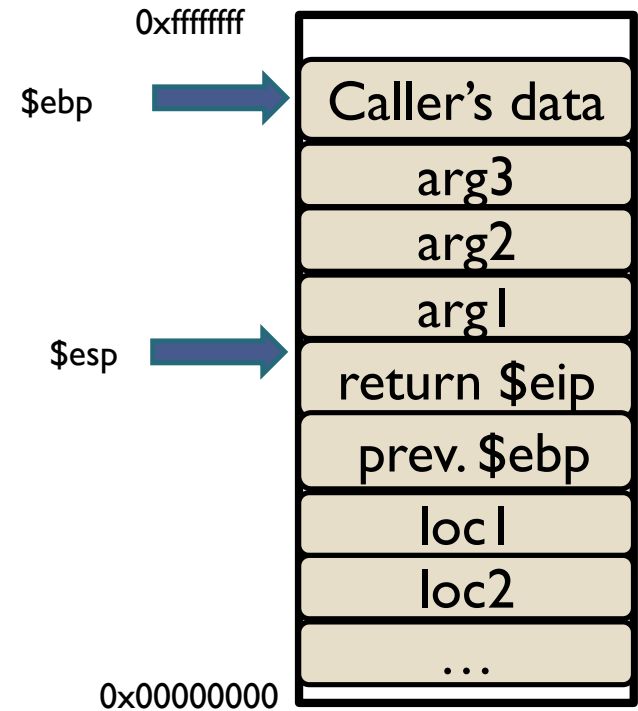 0xffffffff
$ebp
Caller's data
arg3
arg2
arg1
$esp
return $eip
prev. $ebp
loc1
loc2
...
0x00000000